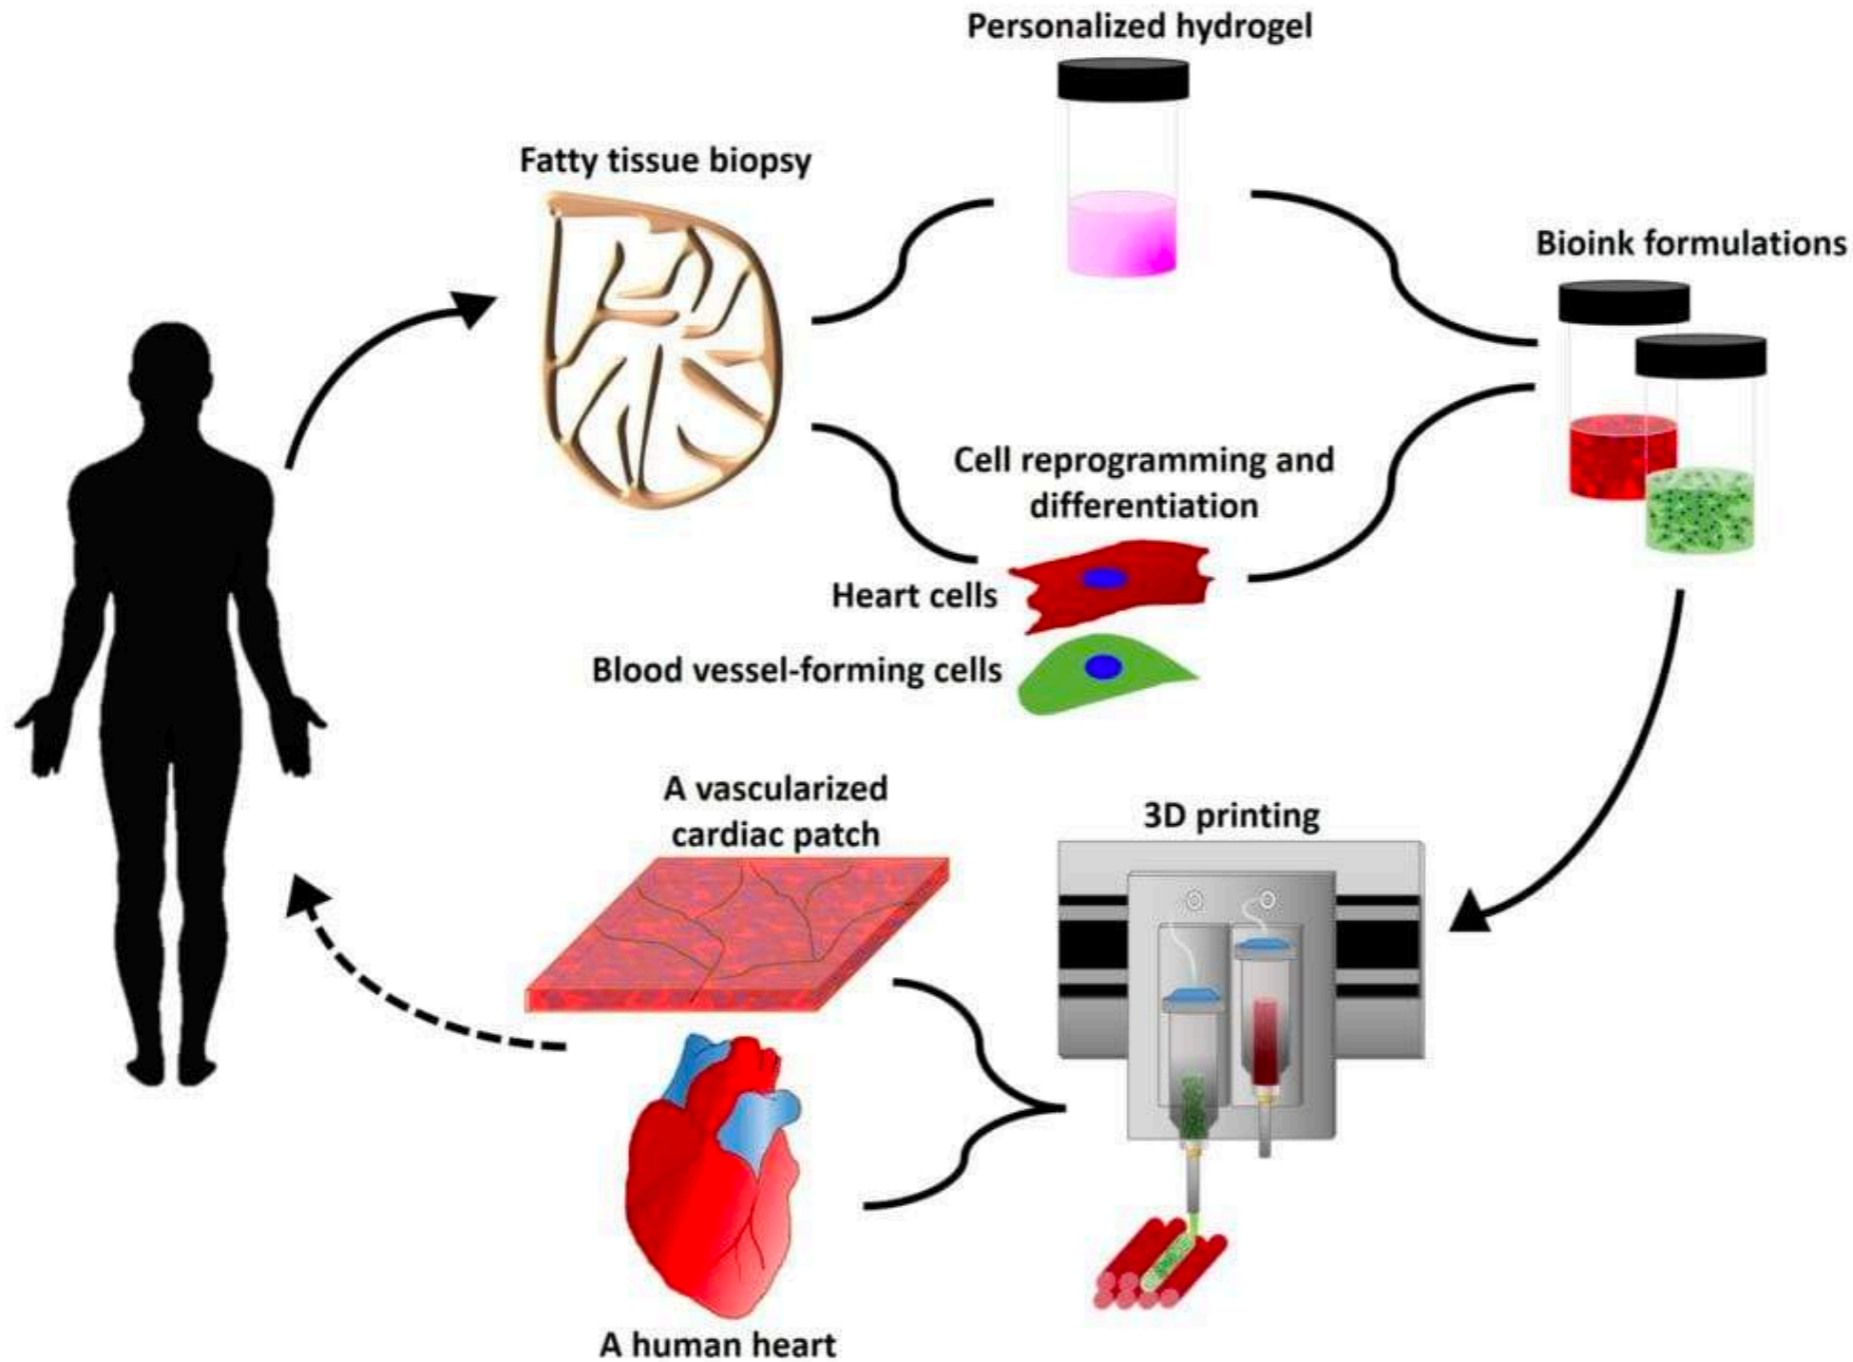 Personalized hydrogel
Fatty tissue biopsy
Bioink formulations
Cell reprogramming and
differentiation
Heart cells
Blood vessel-forming cells
A vascularized
cardiac patch
3D printing
A human heart